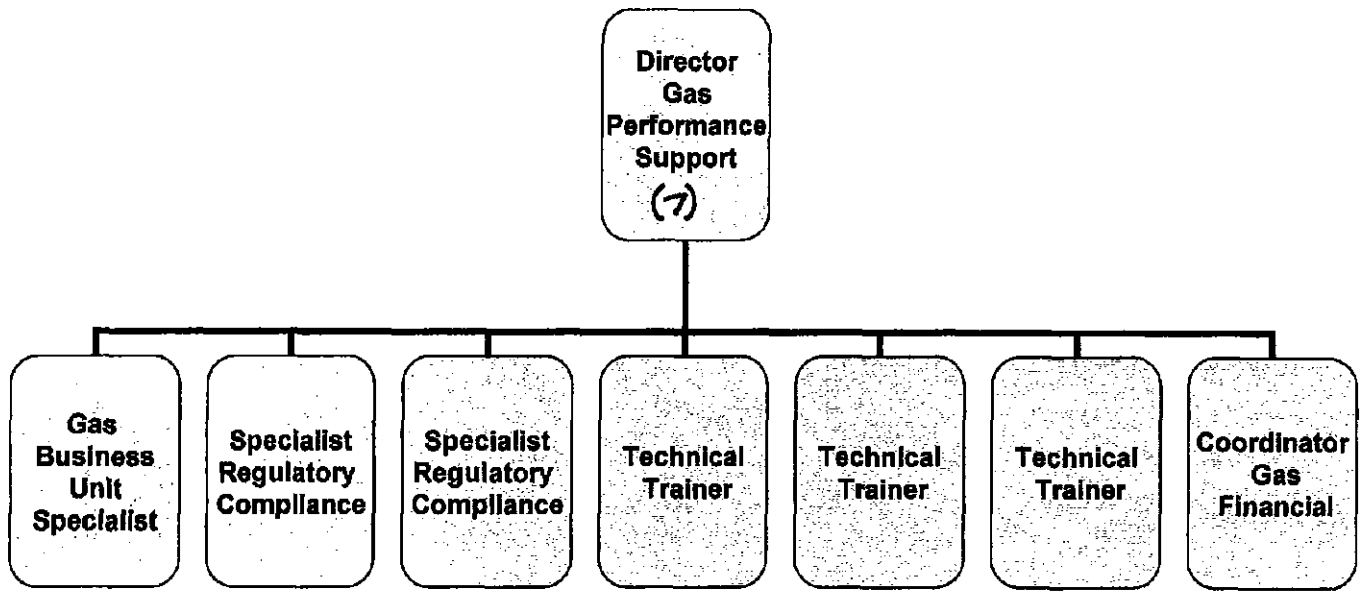 Director
Gas
Performance
Support
(7)
Gas
Business
Unit
Specialist
Specialist
Regulatory
Compliance
Specialist
Regulatory
Compliance
Technical
Trainer
Technical
Trainer
Technical
Trainer
Coordinator
Gas
Financial